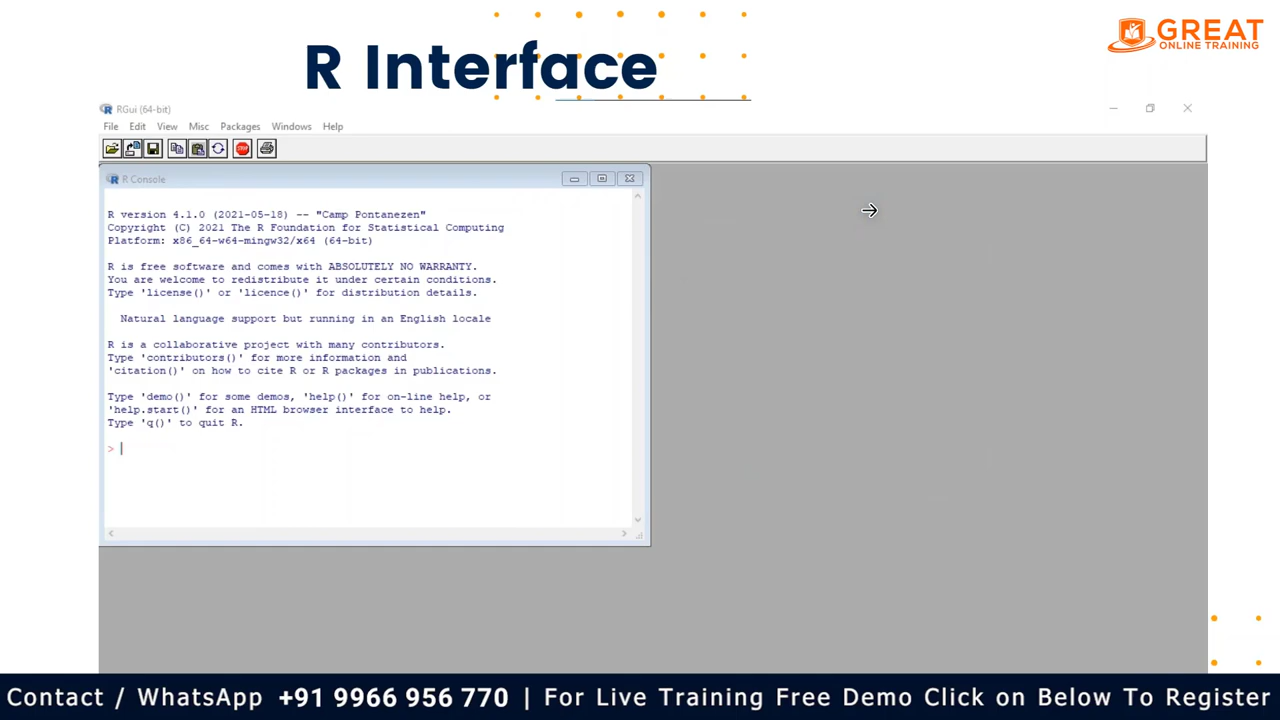 R Interface
GREAT
ONLINE TRAINING
RGui (64-bit)
File Edit View Misc Packages Windows Help
STOP
R Console
R version 4.1.0 (2021-05-18) -- "Camp Pontanezen"
Copyright (C) 2021 The R Foundation for Statistical Computing
Platform: x86_64-w64-mingw32/x64 (64-bit)
R is free software and comes with ABSOLUTELY NO WARRANTY.
You are welcome to redistribute it under certain conditions.
Type 'license()' or 'licence()' for distribution details.
Natural language support but running in an English locale
R is a collaborative project with many contributors.
Type 'contributors()' for more information and
'citation()' on how to cite R or R packages in publications.
Type 'demo()' for some demos, 'help()' for on-line help, or
'help.start()' for an HTML browser interface to help.
Type 'q()' to quit R.
>
Contact / WhatsApp +91 9966 956 770 | For Live Training Free Demo Click on Below To Register